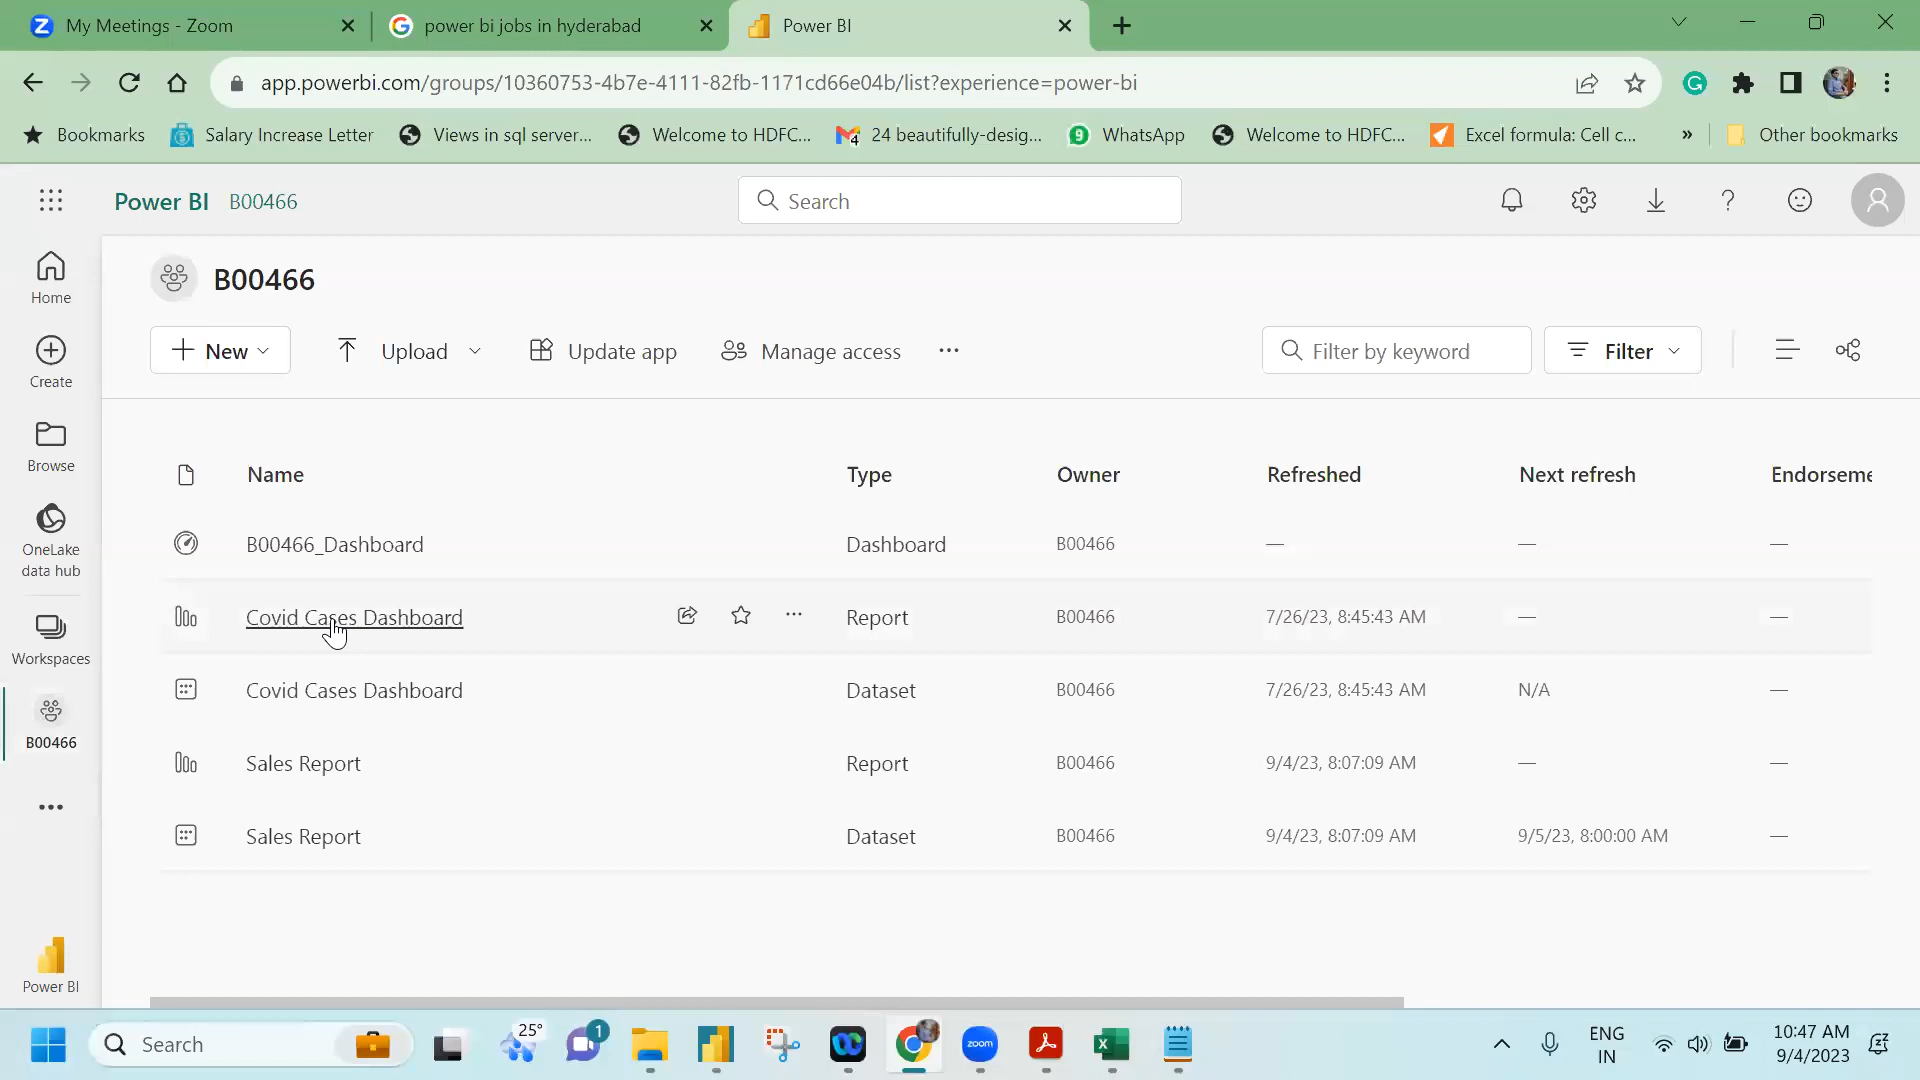 My Meetings - Zoom
power bi jobs in hyderabad
Power BI
app.powerbi.com/groups/10360753-4b7e-4111-82fb-1171cd66e04b/list?experience=power-bi
Bookmarks
Salary Increase Letter
Views in sql server...
Welcome to HDFC...
4
24 beautifully-desig...
9
WhatsApp
Welcome to HDFC...
Excel formula: Cell c...
»
Other bookmarks
Power BI
B00466
Search
Home
Create
Browse
OneLake
data hub
Workspaces
B00466
Power BI
B00466
New
Upload
Update app
Manage access
Filter by keyword
Filter
Name Type Owner Refreshed Next refresh Endorseme
B00466_Dashboard Dashboard B00466 — — —
Covid Cases Dashboard Report B00466 7/26/23, 8:45:43 AM — —
Covid Cases Dashboard Dataset B00466 7/26/23, 8:45:43 AM N/A —
Sales Report Report B00466 9/4/23, 8:07:09 AM — —
Sales Report Dataset B00466 9/4/23, 8:07:09 AM 9/5/23, 8:00:00 AM —
Search
25°
1
zoom
ENG
IN
10:47 AM
9/4/2023